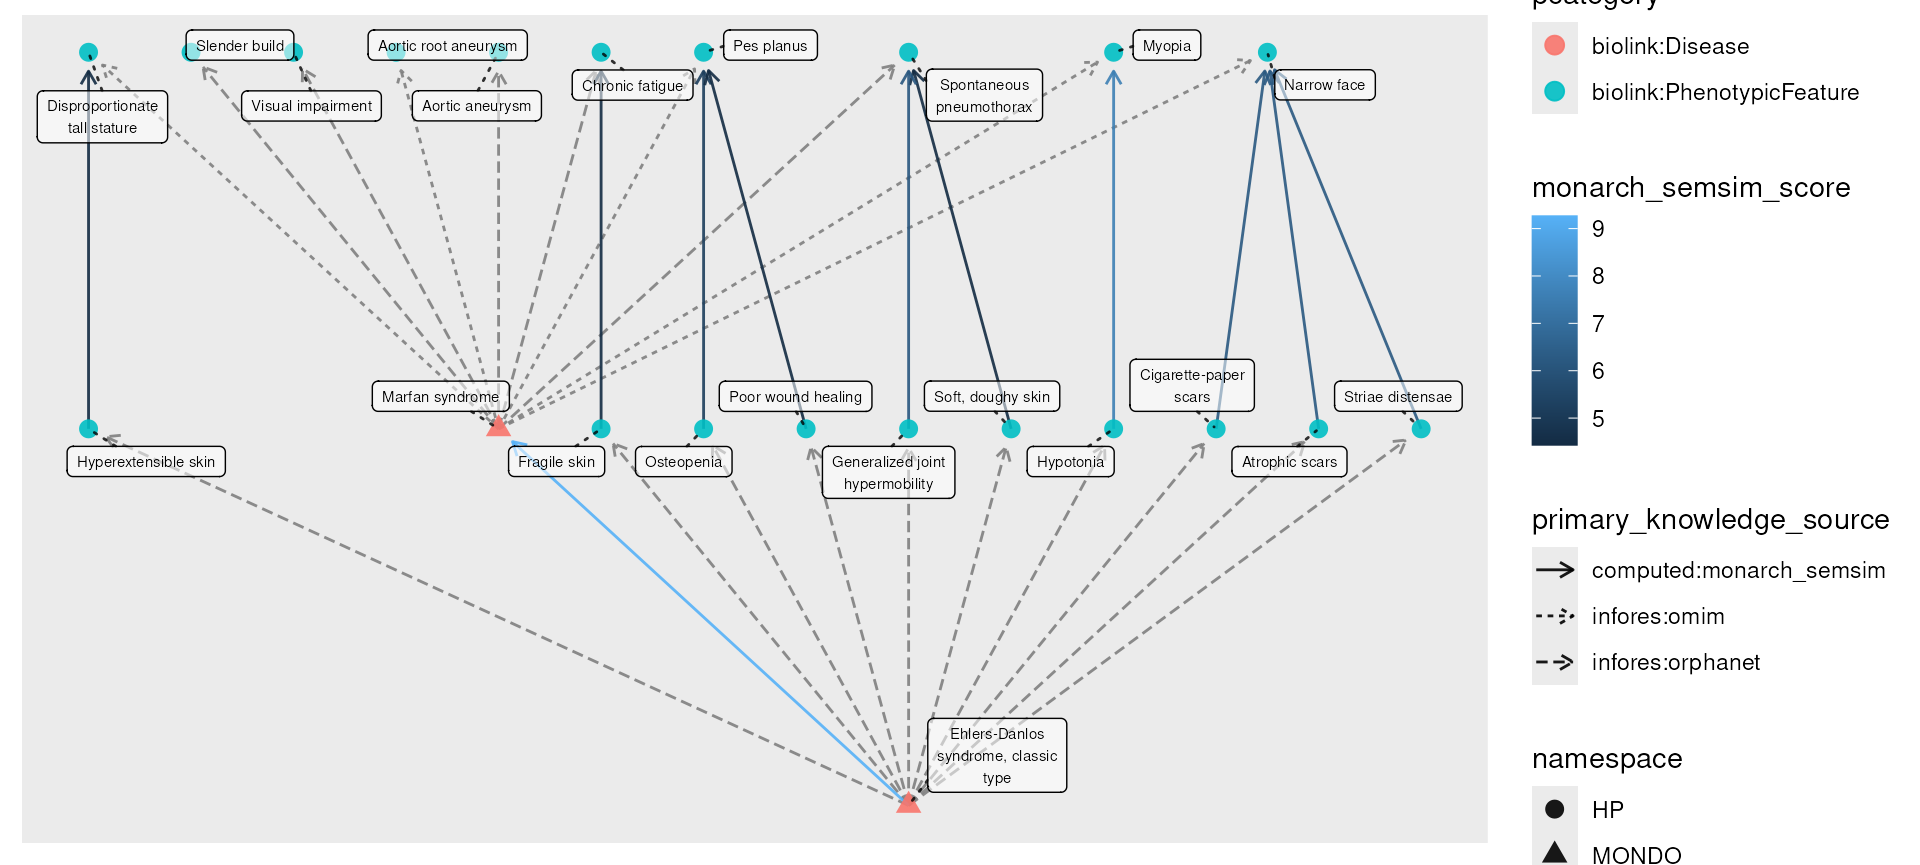 Slender build
Aortic root aneurysm
Pes planus
Myopia
Disproportionate
tall stature
Visual impairment
Aortic aneurysm
Chronic fatigue
Spontaneous
pneumothorax
Narrow face
Marfan syndrome
Poor wound healing
Soft, doughy skin
Cigarette-paper
scars
Striae distensae
Hyperextensible skin
Fragile skin
Osteopenia
Generalized joint
hypermobility
Hypotonia
Atrophic scars
Ehlers-Danlos
syndrome, classic
type
pcategory
biolink:Disease
biolink:PhenotypicFeature
monarch_semsim_score
9
8
7
6
5
primary_knowledge_source
computed:monarch_semsim
infores:omim
infores:orphanet
namespace
HP
MONDO